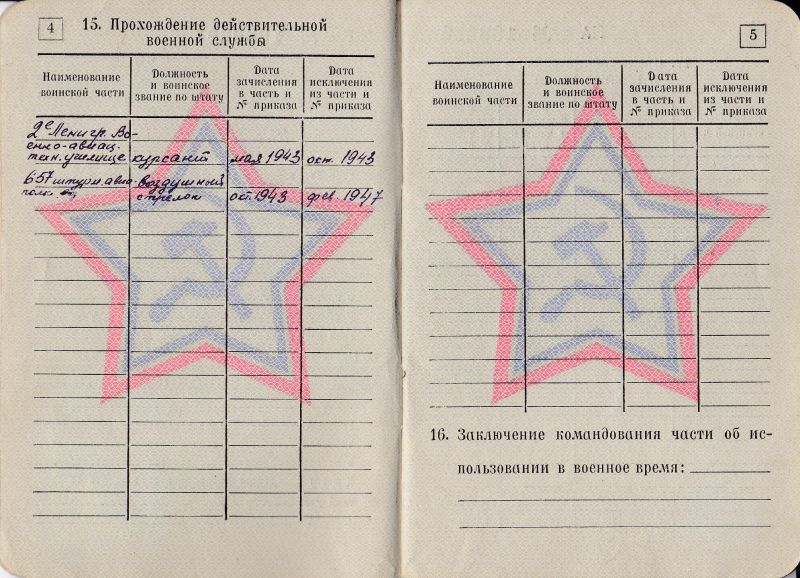 4
15. Прохождение действительной
военной службы
Наименование
воинской части
Должность
и воинское
звание по штату
Дата
зачисления
в часть и
№ приказа
Дата
исключения
из части и
№ приказа
2е Ленигр. Во-
енно-авиац.
тех. училище курсант мая 1943 окт. 1943
657 штурм. авиа- воздушный
полк стрелок окт. 1943 фев. 1947
5
Наименование
воинской части
Должность
и воинское
звание по штату
Дата
зачисления
в часть и
№ приказа
Дата
исключения
из части и
№ приказа
16. Заключение командования части об ис-
пользовании в военное время: